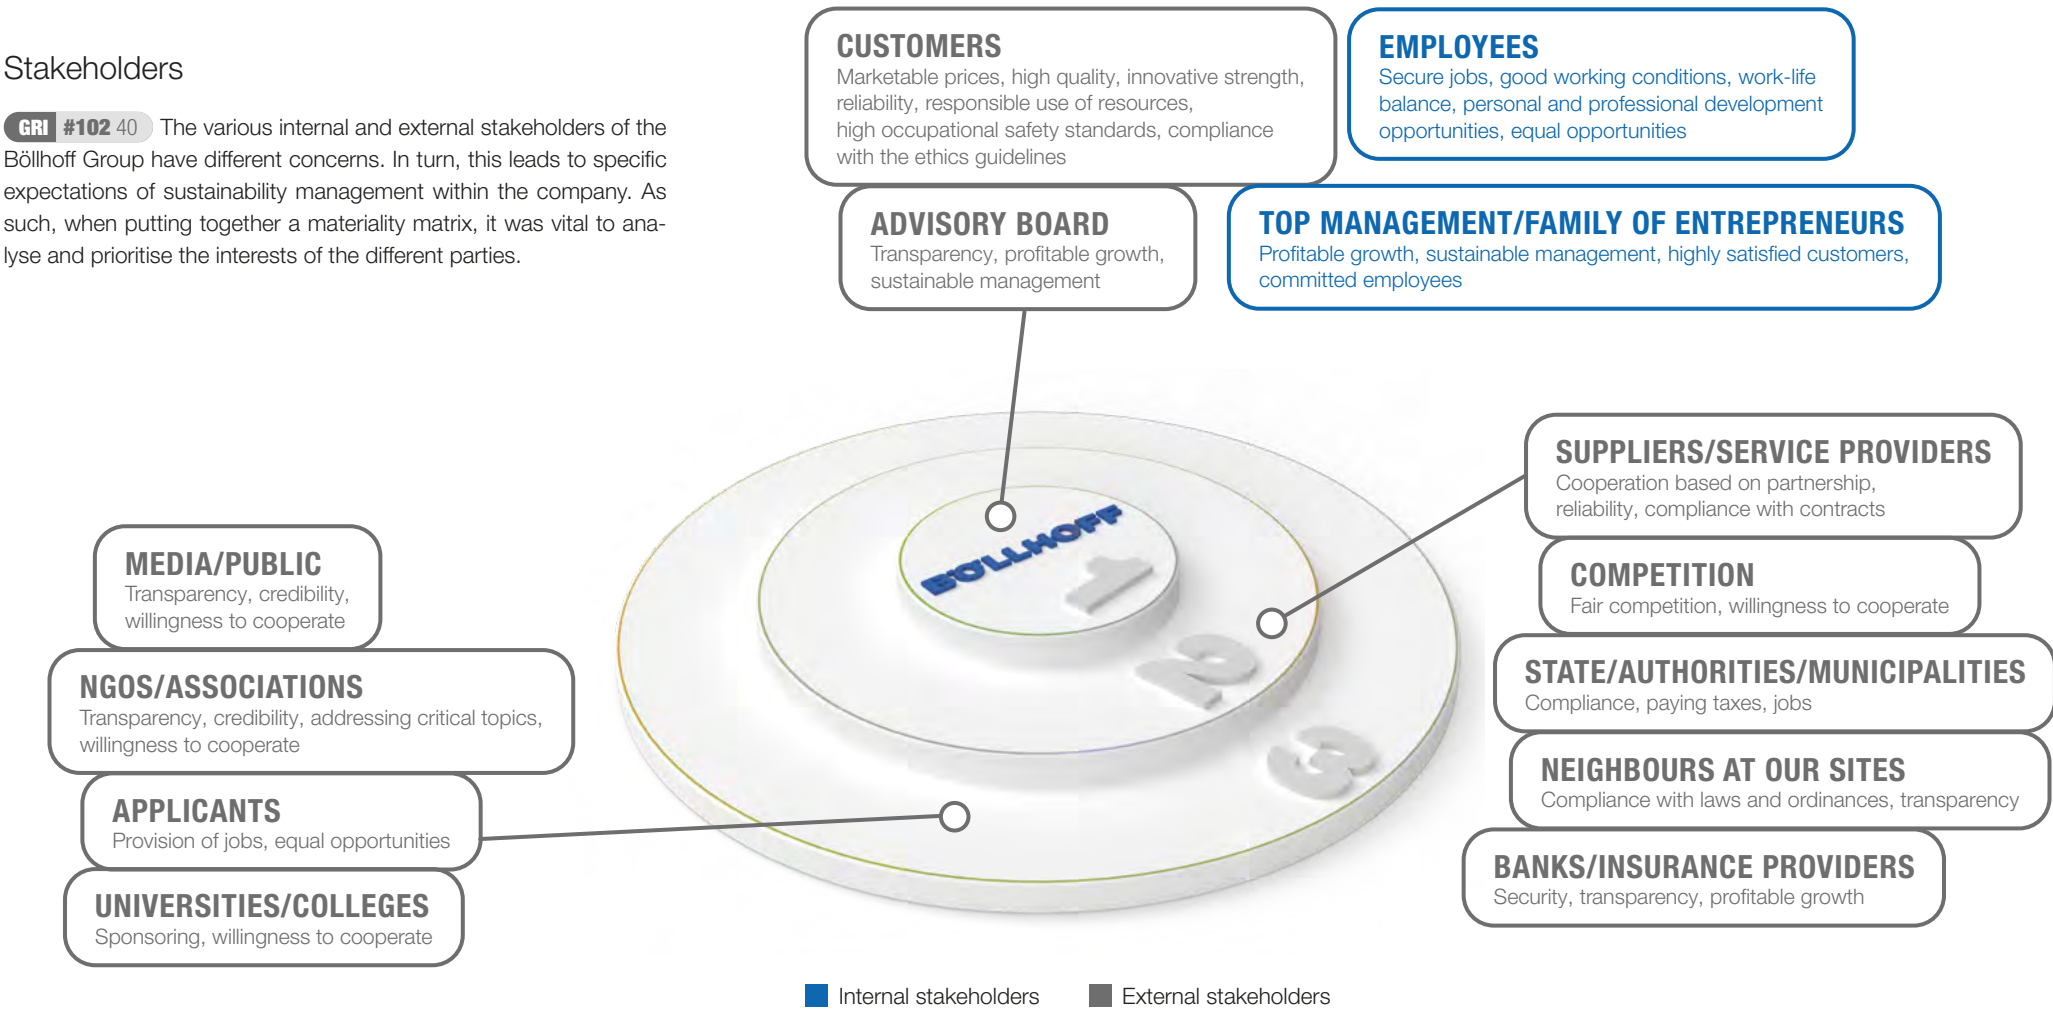 Stakeholders
GRI #102 40 The various internal and external stakeholders of the
Böllhoff Group have different concerns. In turn, this leads to specific
expectations of sustainability management within the company. As
such, when putting together a materiality matrix, it was vital to ana-
lyse and prioritise the interests of the different parties.
CUSTOMERS
Marketable prices, high quality, innovative strength,
reliability, responsible use of resources,
high occupational safety standards, compliance
with the ethics guidelines
EMPLOYEES
Secure jobs, good working conditions, work-life
balance, personal and professional development
opportunities, equal opportunities
ADVISORY BOARD
Transparency, profitable growth,
sustainable management
TOP MANAGEMENT/FAMILY OF ENTREPRENEURS
Profitable growth, sustainable management, highly satisfied customers,
committed employees
BÖLLHOFF
1
2
3
SUPPLIERS/SERVICE PROVIDERS
Cooperation based on partnership,
reliability, compliance with contracts
COMPETITION
Fair competition, willingness to cooperate
STATE/AUTHORITIES/MUNICIPALITIES
Compliance, paying taxes, jobs
NEIGHBOURS AT OUR SITES
Compliance with laws and ordinances, transparency
BANKS/INSURANCE PROVIDERS
Security, transparency, profitable growth
MEDIA/PUBLIC
Transparency, credibility,
willingness to cooperate
NGOS/ASSOCIATIONS
Transparency, credibility, addressing critical topics,
willingness to cooperate
APPLICANTS
Provision of jobs, equal opportunities
UNIVERSITIES/COLLEGES
Sponsoring, willingness to cooperate
Internal stakeholders
External stakeholders